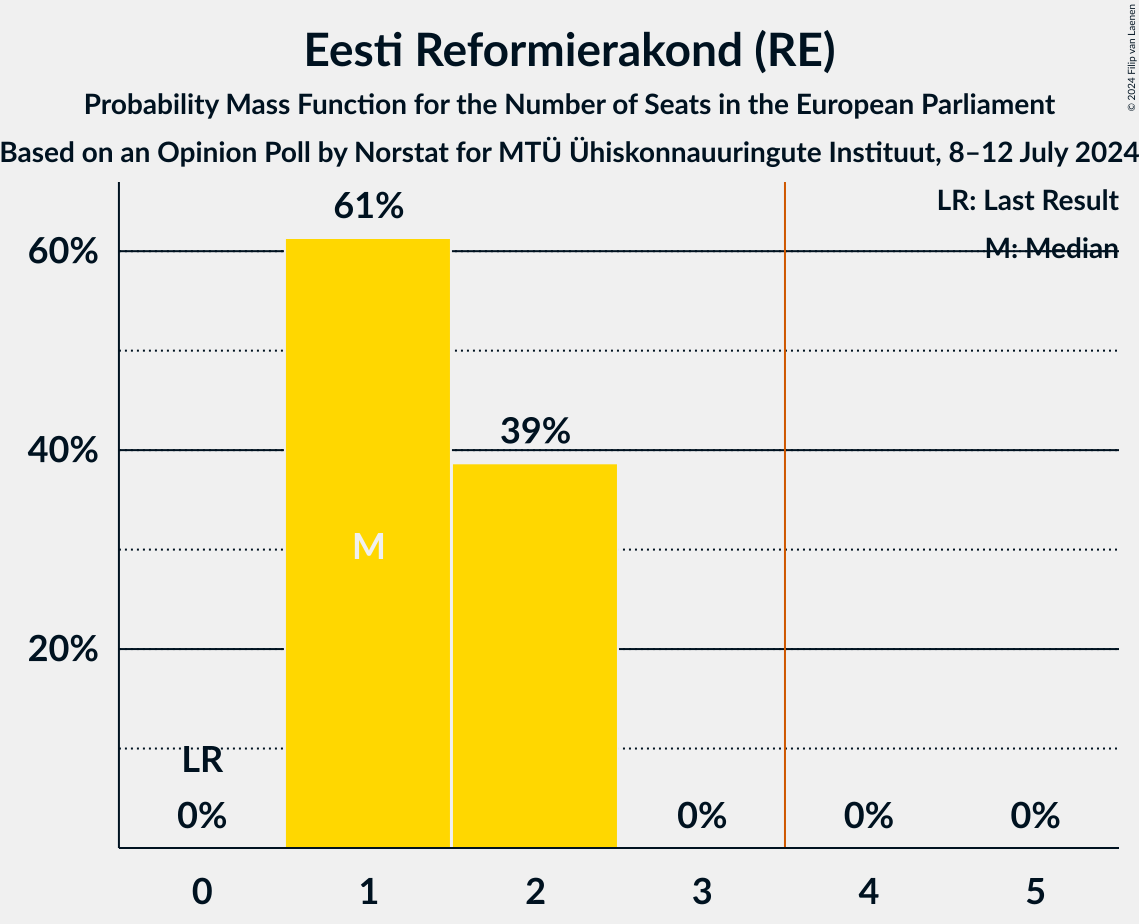 Eesti Reformierakond (RE)
Probability Mass Function for the Number of Seats in the European Parliament
Based on an Opinion Poll by Norstat for MTÜ Ühiskonnauuringute Instituut, 8–12 July 2024
© 2024 Filip van Laenen
LR: Last Result
M: Median
61%
60%
39%
40%
M
20%
LR
0%
0%
0%
0%
0
1
2
3
4
5